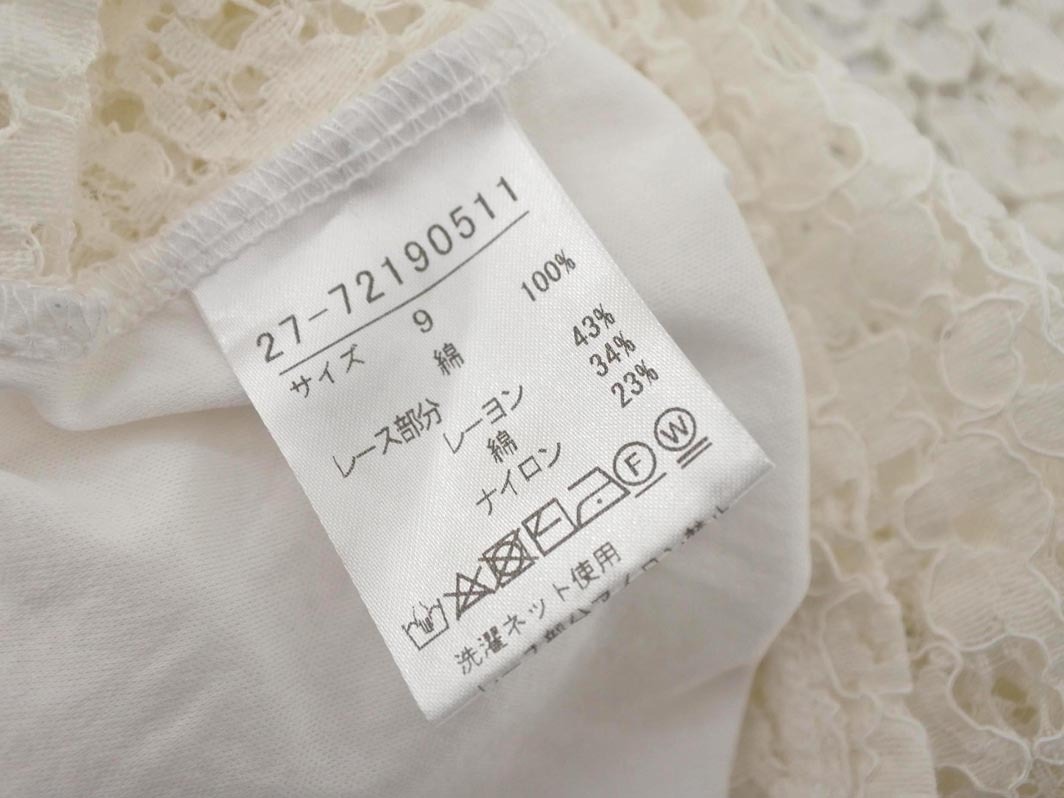 27-72190511
サイズ 9
綿 100%
レース部分
レーヨン 43%
綿 34%
ナイロン 23%
F W
洗濯ネット使用